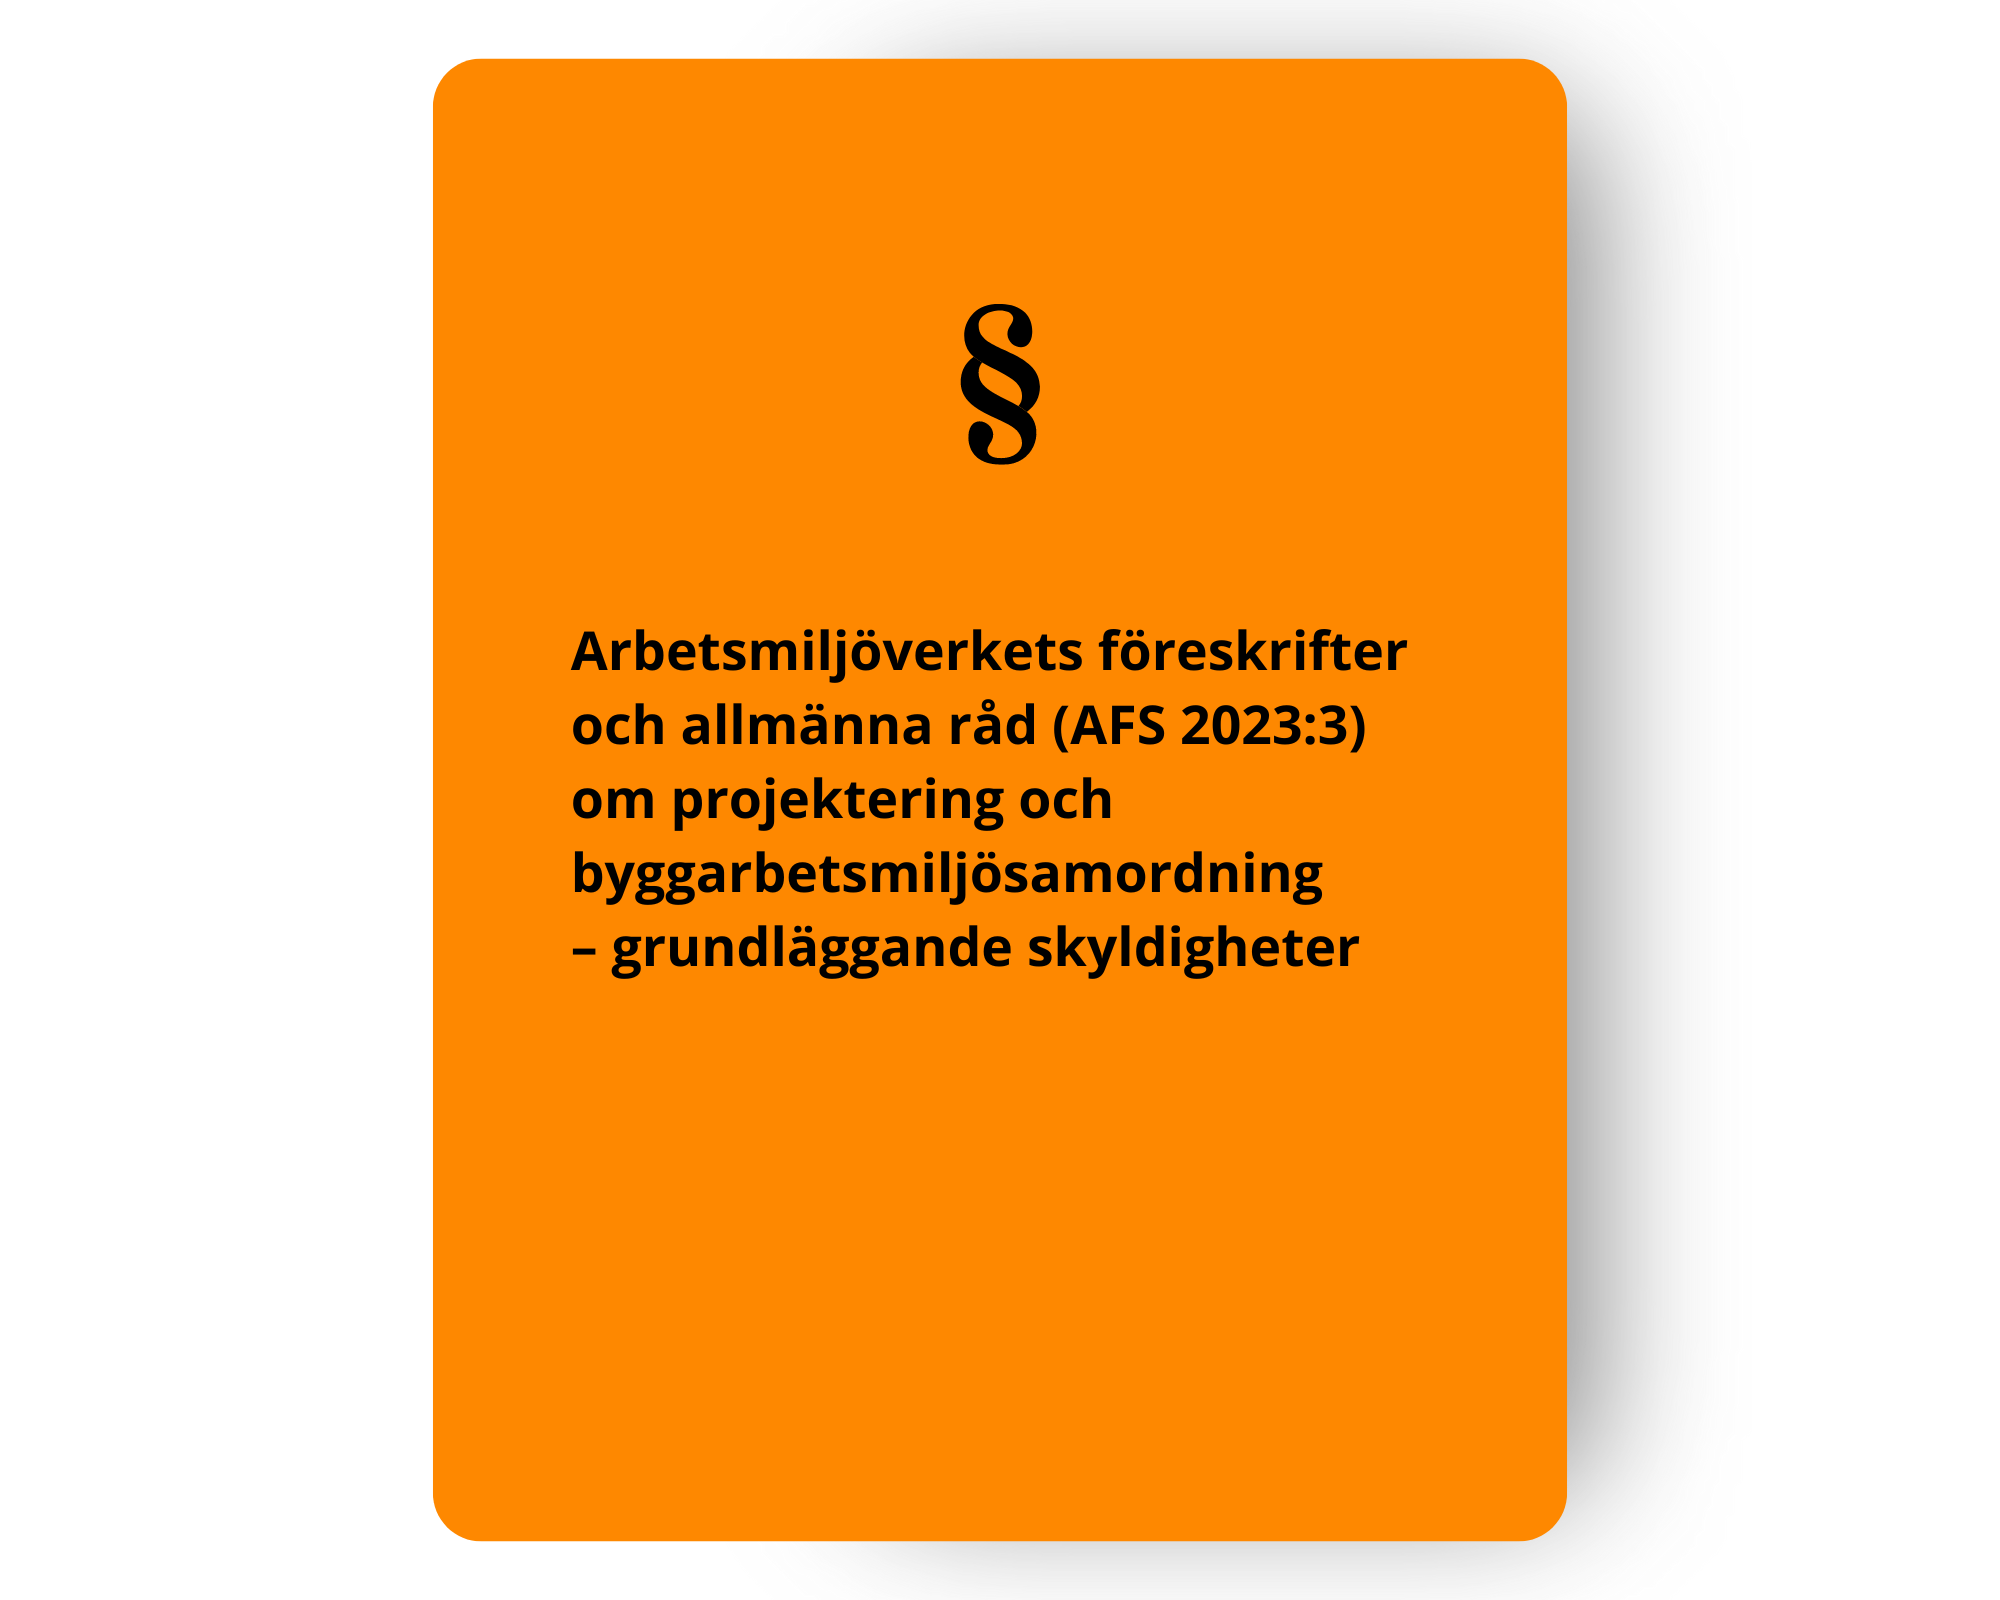 §
Arbetsmiljöverkets föreskrifter
och allmänna råd (AFS 2023:3)
om projektering och
byggarbetsmiljösamordning
– grundläggande skyldigheter